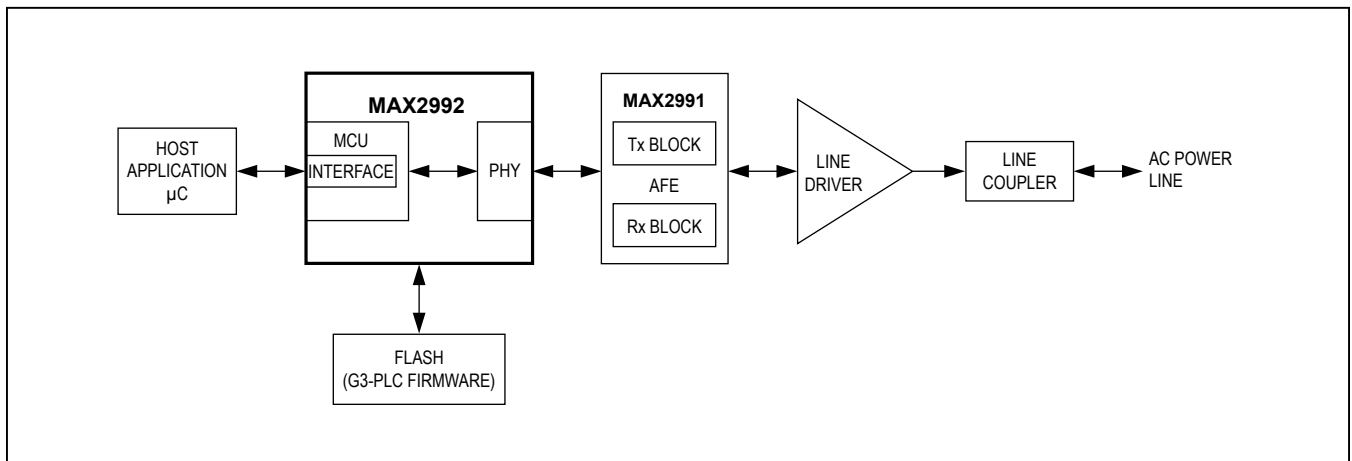 MAX2992
HOST
APPLICATION
µC
MCU
INTERFACE
PHY
FLASH
(G3-PLC FIRMWARE)
MAX2991
Tx BLOCK
AFE
Rx BLOCK
LINE
DRIVER
LINE
COUPLER
AC POWER
LINE